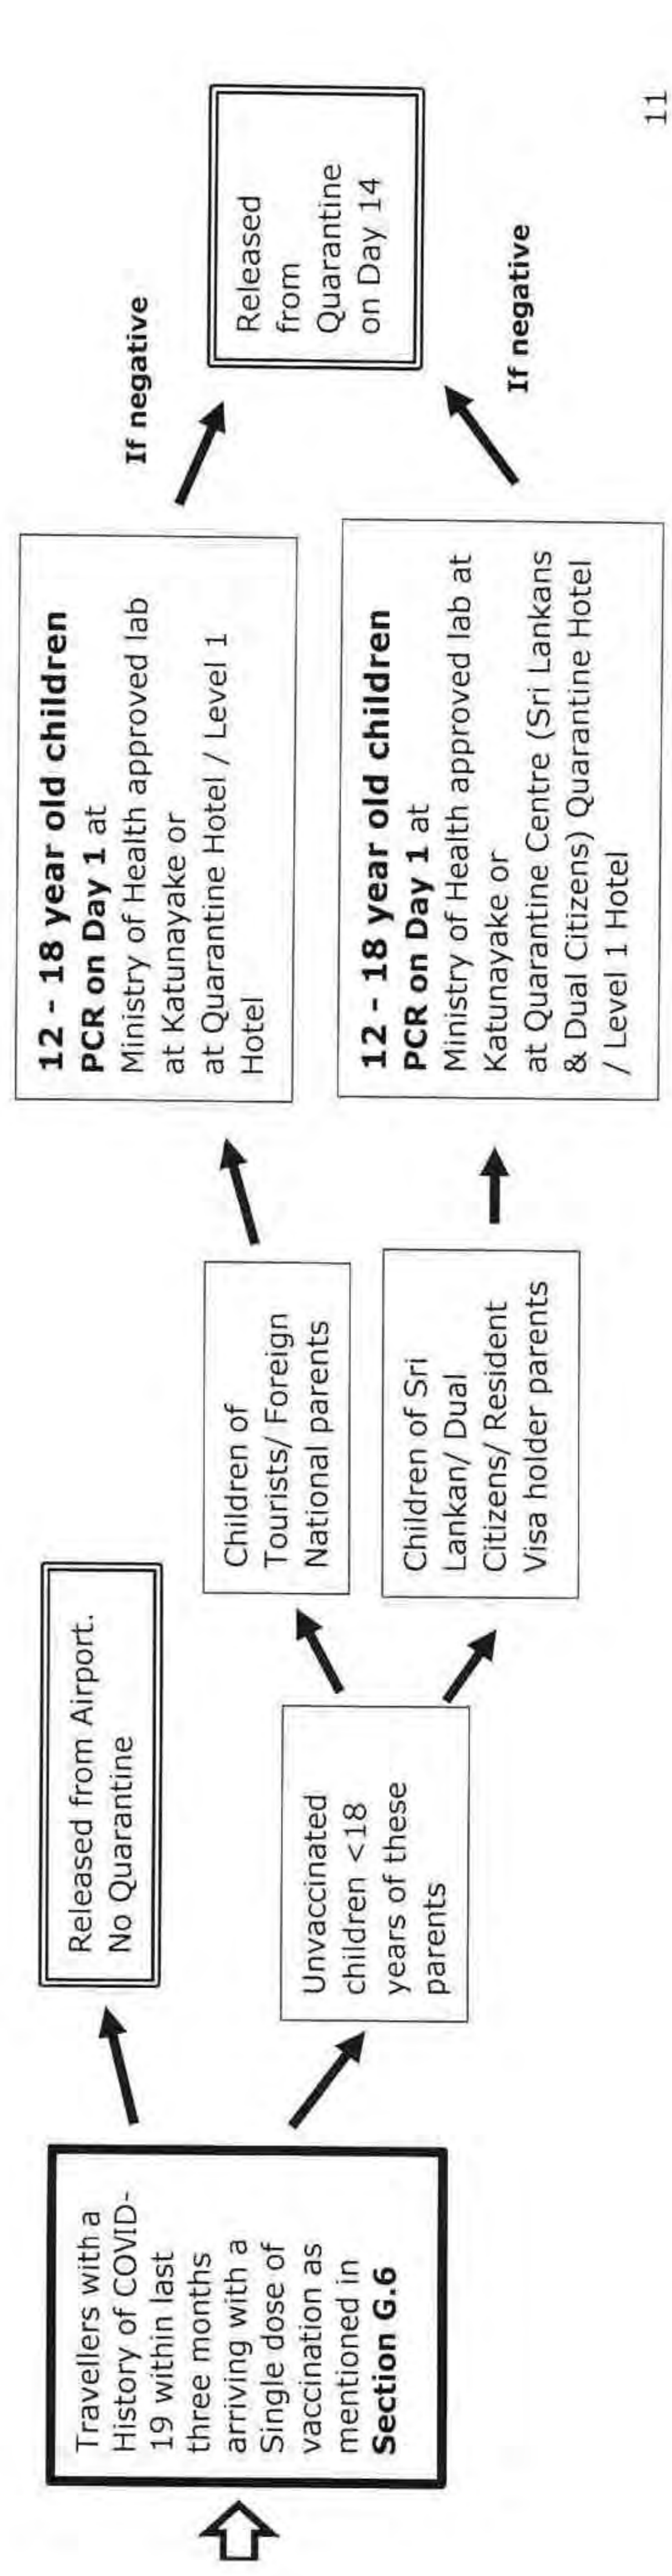 Travellers with a
History of COVID-
19 within last
three months
arriving with a
Single dose of
vaccination as
mentioned in
Section G.6
Released from Airport.
No Quarantine
Unvaccinated
children <18
years of these
parents
Children of
Tourists/ Foreign
National parents
Children of Sri
Lankan/ Dual
Citizens/ Resident
Visa holder parents
12 - 18 year old children
PCR on Day 1 at
Ministry of Health approved lab
at Katunayake or
at Quarantine Hotel / Level 1
Hotel
12 - 18 year old children
PCR on Day 1 at
Ministry of Health approved lab at
Katunayake or
at Quarantine Centre (Sri Lankans
& Dual Citizens) Quarantine Hotel
/ Level 1 Hotel
If negative
If negative
Released
from
Quarantine
on Day 14
11